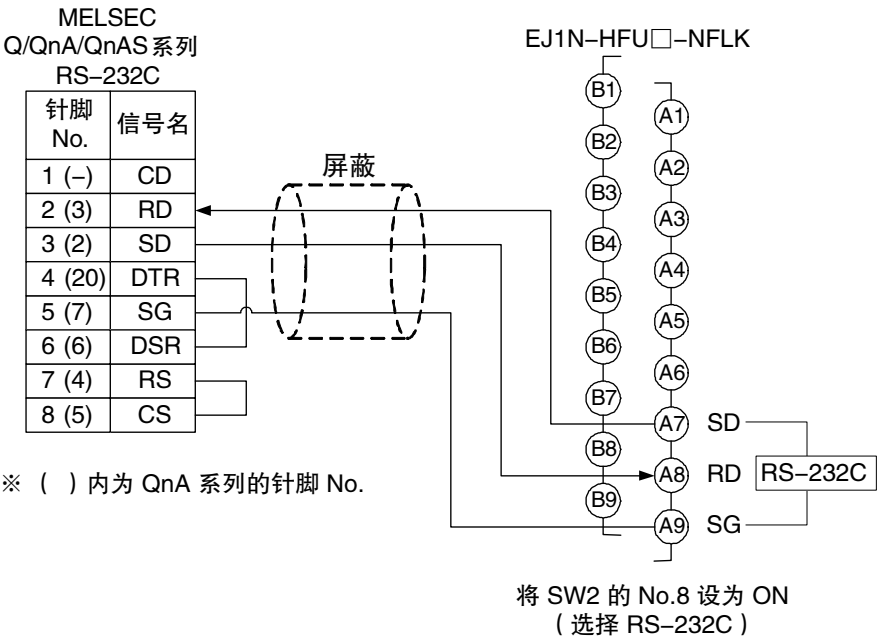 MELSEC
Q/QnA/QnAS系列
RS-232C
针脚
No.
信号名
1 (-) CD
2 (3) RD
3 (2) SD
4 (20) DTR
5 (7) SG
6 (6) DSR
7 (4) RS
8 (5) CS
屏蔽
※ （ ）内为 QnA 系列的针脚 No.
EJ1N-HFU□-NFLK
B1
B2
B3
B4
B5
B6
B7
B8
B9
A1
A2
A3
A4
A5
A6
A7 SD
A8 RD
A9 SG
RS-232C
将 SW2 的 No.8 设为 ON
（选择 RS-232C）